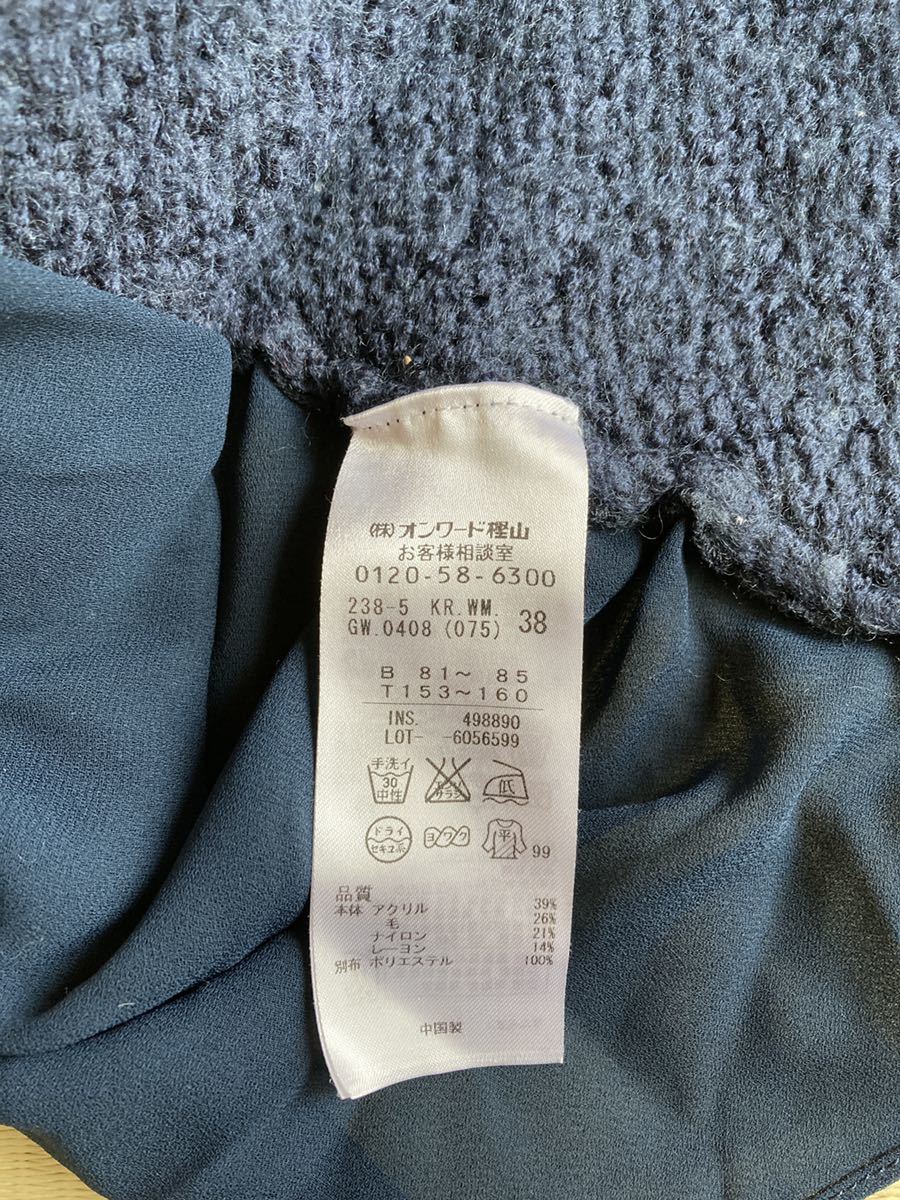 ㈱オンワード樫山
お客様相談室
0120-58-6300
238-5 KR.WM.
GW.0408 (075) 38
B 81～ 85
T153～160
INS. 498890
LOT- -6056599
手洗イ
30
中性
低
ドライ
セキユ系
ヨワク
平
99
品質
本体 アクリル 39%
毛 26%
ナイロン 21%
レーヨン 14%
別布 ポリエステル 100%
中国製